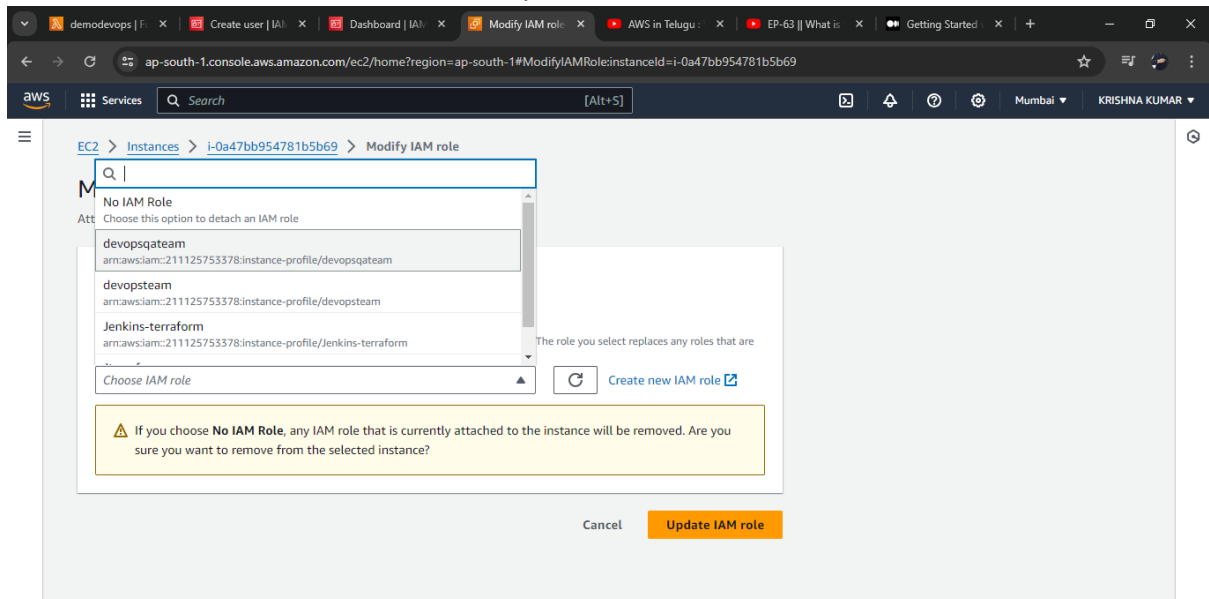 demodevops | F
Create user | IAM
Dashboard | IAM
Modify IAM role
AWS in Telugu :
EP-63 || What is
Getting Started
ap-south-1.console.aws.amazon.com/ec2/home?region=ap-south-1#ModifyIAMRole:instanceId=i-0a47bb954781b5b69
aws
Services
Search
[Alt+S]
Mumbai ▼
KRISHNA KUMAR ▼
EC2 > Instances > i-0a47bb954781b5b69 > Modify IAM role
M
Att
No IAM Role
Choose this option to detach an IAM role
devopsqateam
arn:aws:iam::211125753378:instance-profile/devopsqateam
devopsteam
arn:aws:iam::211125753378:instance-profile/devopsteam
Jenkins-terraform
arn:aws:iam::211125753378:instance-profile/Jenkins-terraform
The role you select replaces any roles that are
Choose IAM role
Create new IAM role
If you choose No IAM Role, any IAM role that is currently attached to the instance will be removed. Are you
sure you want to remove from the selected instance?
Cancel
Update IAM role